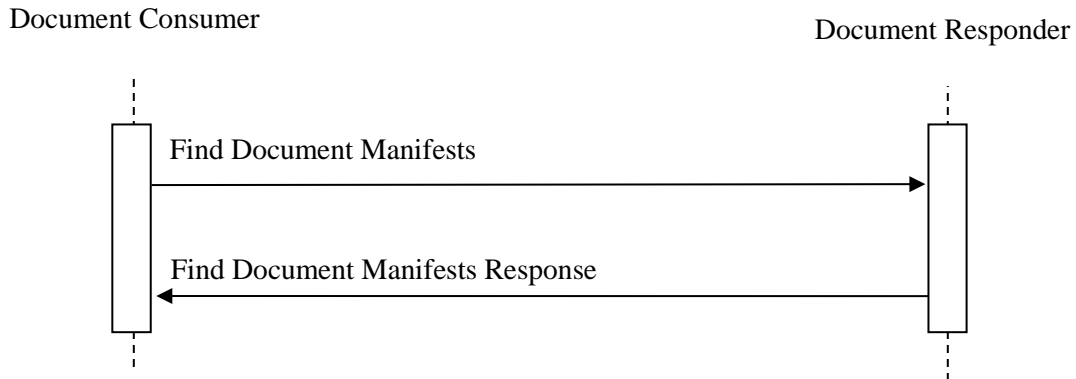 Document Consumer
Document Responder
Find Document Manifests
Find Document Manifests Response